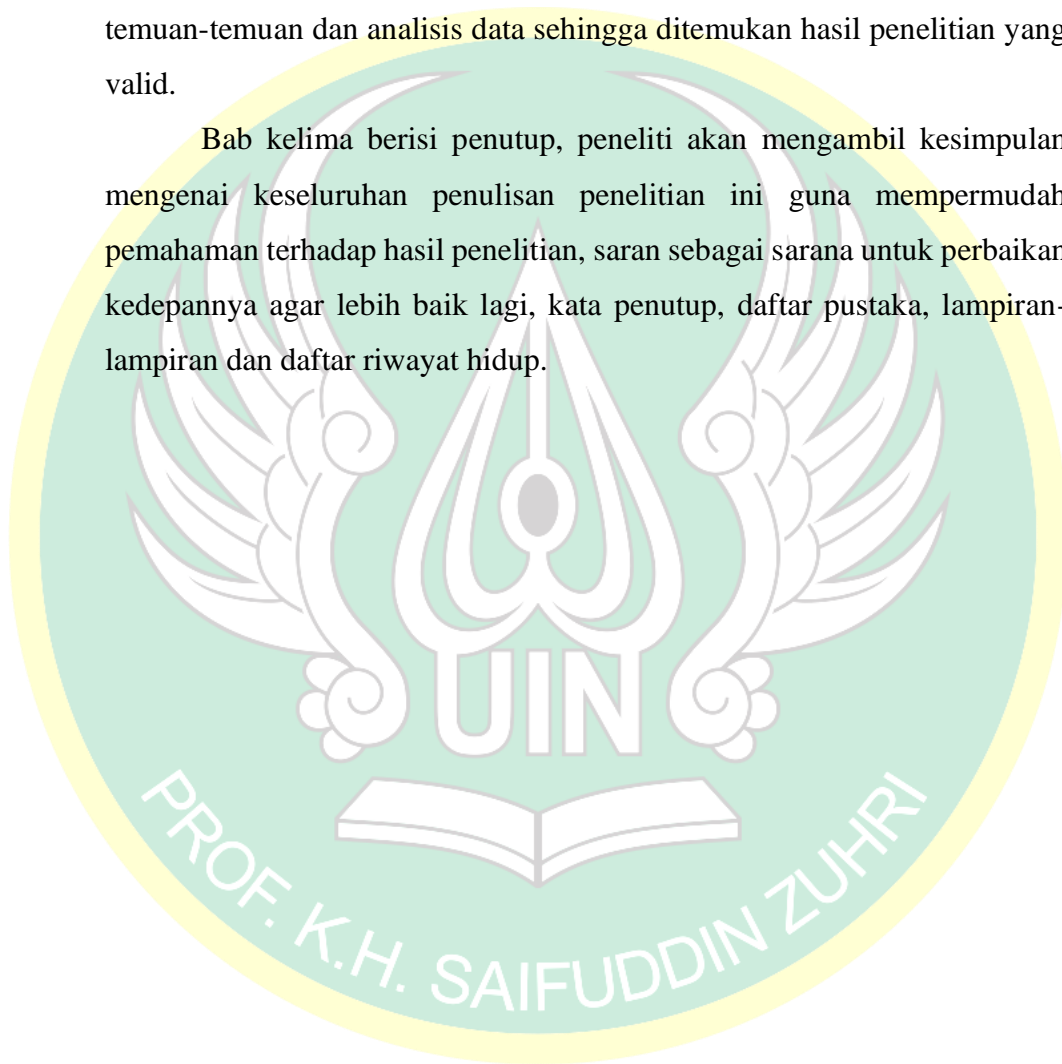 temuan-temuan dan analisis data sehingga ditemukan hasil penelitian yang
valid.
Bab kelima berisi penutup, peneliti akan mengambil kesimpulan
mengenai keseluruhan penulisan penelitian ini guna mempermudah
pemahaman terhadap hasil penelitian, saran sebagai sarana untuk perbaikan
kedepannya agar lebih baik lagi, kata penutup, daftar pustaka, lampiran-
lampiran dan daftar riwayat hidup.
UIN
PROF. K.H. SAIFUDDIN ZUHRI